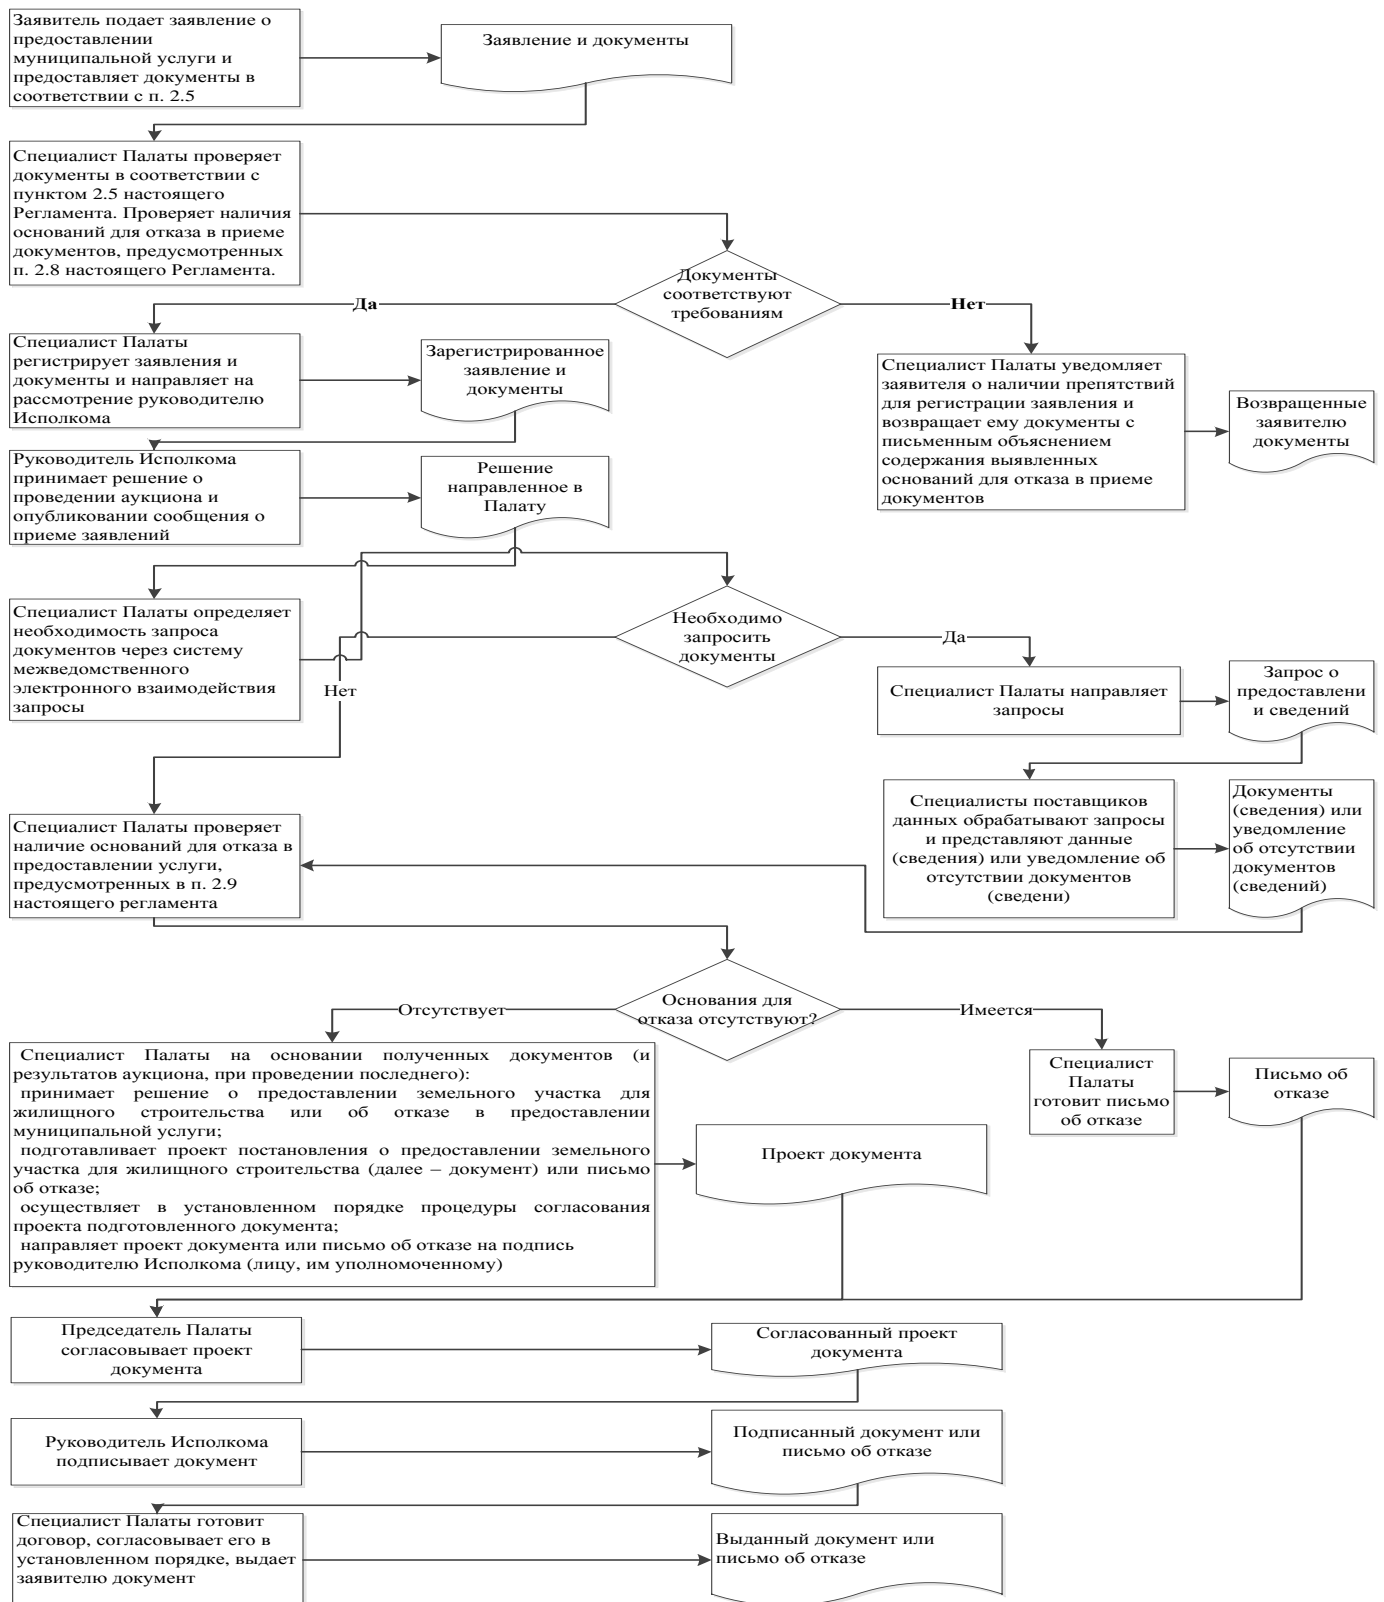 Заявитель подает заявление о
предоставлении
муниципальной услуги и
предоставляет документы в
соответствии с п. 2.5
Заявление и документы
Специалист Палаты проверяет
документы в соответствии с
пунктом 2.5 настоящего
Регламента. Проверяет наличия
оснований для отказа в приеме
документов, предусмотренных
п. 2.8 настоящего Регламента.
Документы
соответствуют
требованиям
Да
Нет
Специалист Палаты
регистрирует заявления и
документы и направляет на
рассмотрение руководителю
Исполкома
Зарегистрированное
заявление и
документы
Специалист Палаты уведомляет
заявителя о наличии препятствий
для регистрации заявления и
возвращает ему документы с
письменным объяснением
содержания выявленных
оснований для отказа в приеме
документов
Возвращенные
заявителю
документы
Руководитель Исполкома
принимает решение о
проведении аукциона и
опубликовании сообщения о
приеме заявлений
Решение
направленное в
Палату
Специалист Палаты определяет
необходимость запроса
документов через систему
межведомственного
электронного взаимодействия
запросы
Необходимо
запросить
документы
Да
Нет
Специалист Палаты направляет
запросы
Запрос о
предоставлени
и сведений
Специалисты поставщиков
данных обрабатывают запросы
и представляют данные
(сведения) или уведомление об
отсутствии документов
(сведени)
Документы
(сведения) или
уведомление
об отсутствии
документов
(сведений)
Специалист Палаты проверяет
наличие оснований для отказа в
предоставлении услуги,
предусмотренных в п. 2.9
настоящего регламента
Основания для
отказа отсутствуют?
Отсутствует
Имеется
Специалист Палаты на основании полученных документов (и
результатов аукциона, при проведении последнего):
принимает решение о предоставлении земельного участка для
жилищного строительства или об отказе в предоставлении
муниципальной услуги;
подготавливает проект постановления о предоставлении земельного
участка для жилищного строительства (далее – документ) или письмо
об отказе;
осуществляет в установленном порядке процедуры согласования
проекта подготовленного документа;
направляет проект документа или письмо об отказе на подпись
руководителю Исполкома (лицу, им уполномоченному)
Проект документа
Специалист
Палаты
готовит письмо
об отказе
Письмо об
отказе
Председатель Палаты
согласовывает проект
документа
Согласованный проект
документа
Руководитель Исполкома
подписывает документ
Подписанный документ или
письмо об отказе
Специалист Палаты готовит
договор, согласовывает его в
установленном порядке, выдает
заявителю документ
Выданный документ или
письмо об отказе